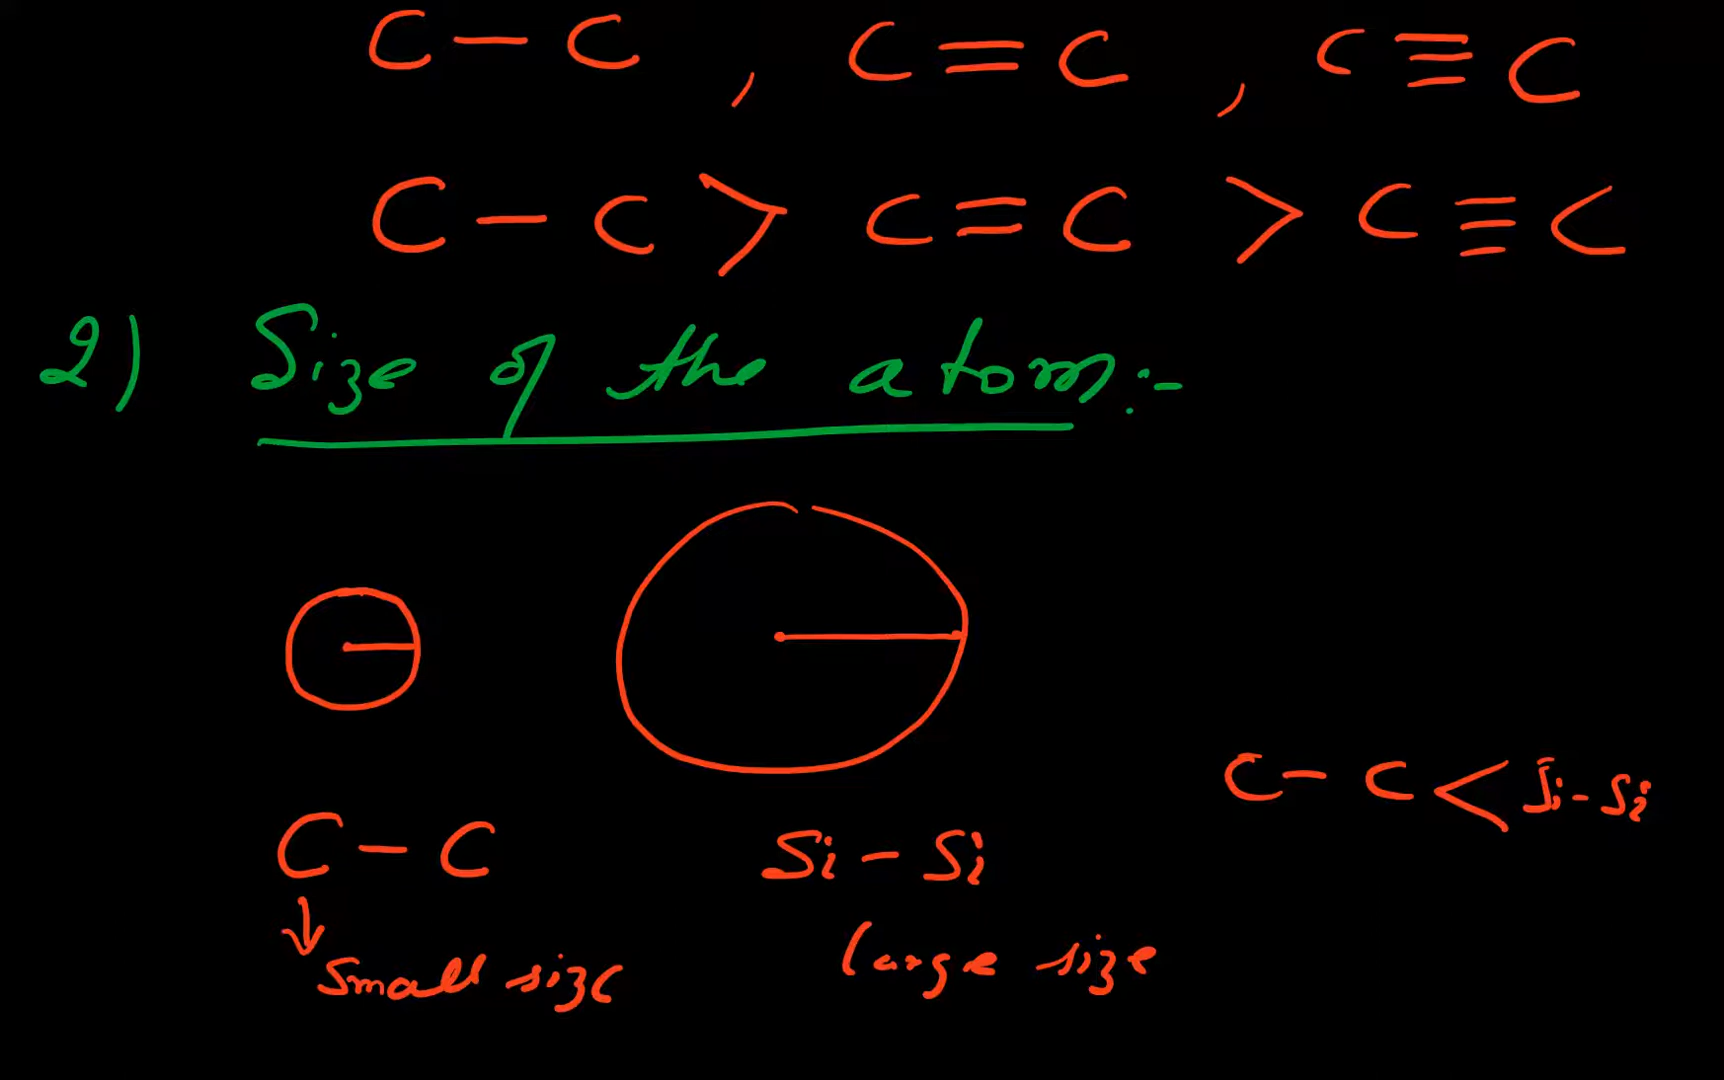 C — C , C = C , C ≡ C
C — C > C = C > C ≡ C
2) Size of the atom:-
C — C < Si - Si
C — C Si — Si
↓
Small size large size